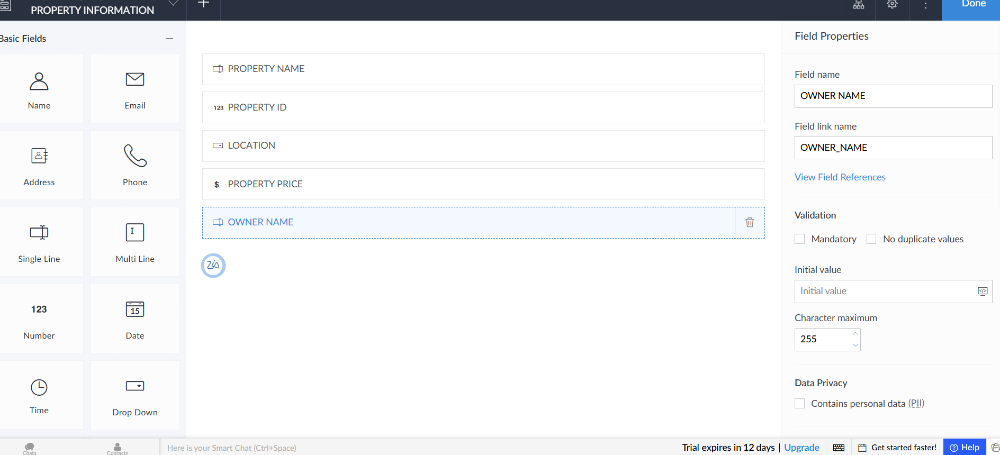 PROPERTY INFORMATION
Done
Basic Fields
Name
Email
Address
Phone
Single Line
Multi Line
123
Number
15
Date
Time
Drop Down
PROPERTY NAME
123 PROPERTY ID
LOCATION
$ PROPERTY PRICE
OWNER NAME
Zia
Field Properties
Field name
OWNER NAME
Field link name
OWNER_NAME
View Field References
Validation
Mandatory
No duplicate values
Initial value
Initial value
Character maximum
255
Data Privacy
Contains personal data (PII)
Chats
Contacts
Here is your Smart Chat (Ctrl+Space)
Trial expires in 12 days | Upgrade
Get started faster!
Help